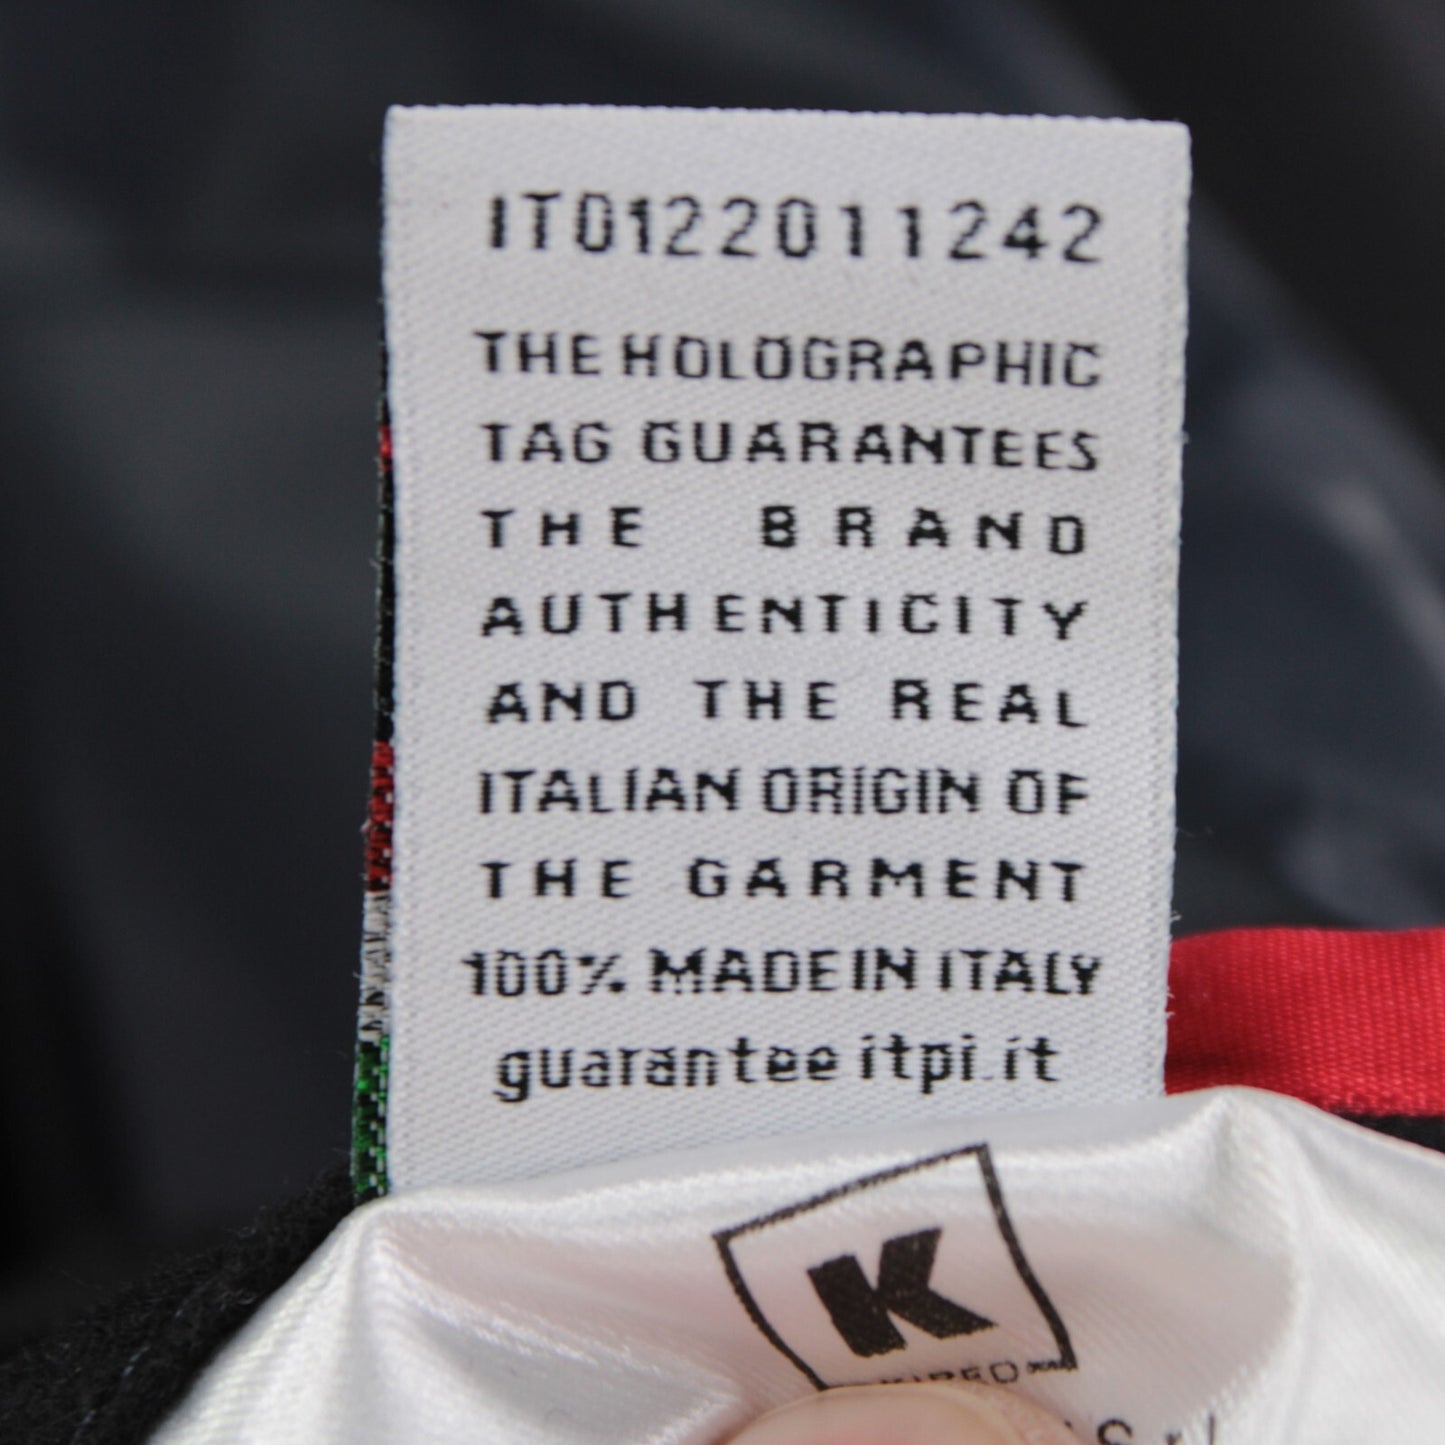 IT0122011242
THE HOLOGRAPHIC
TAG GUARANTEES
THE BRAND
AUTHENTICITY
AND THE REAL
ITALIAN ORIGIN OF
THE GARMENT
100% MADE IN ITALY
guarantee itpi.it
K